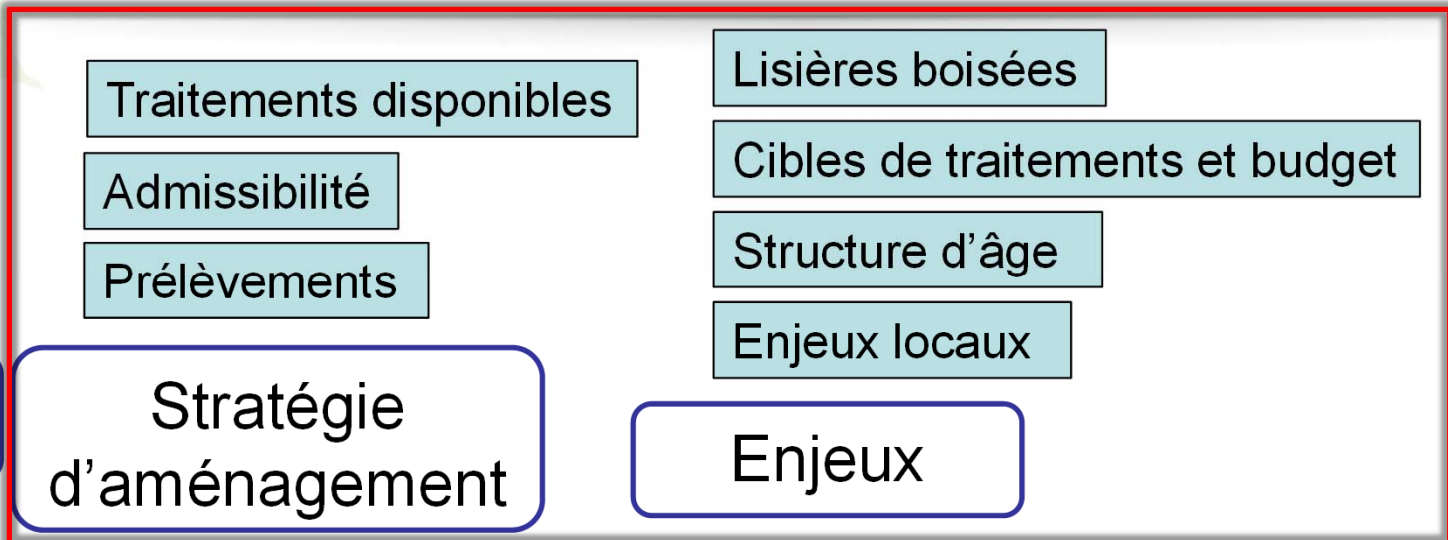 Traitements disponibles
Admissibilité
Prélèvements
Stratégie
d’aménagement
Lisières boisées
Cibles de traitements et budget
Structure d’âge
Enjeux locaux
Enjeux